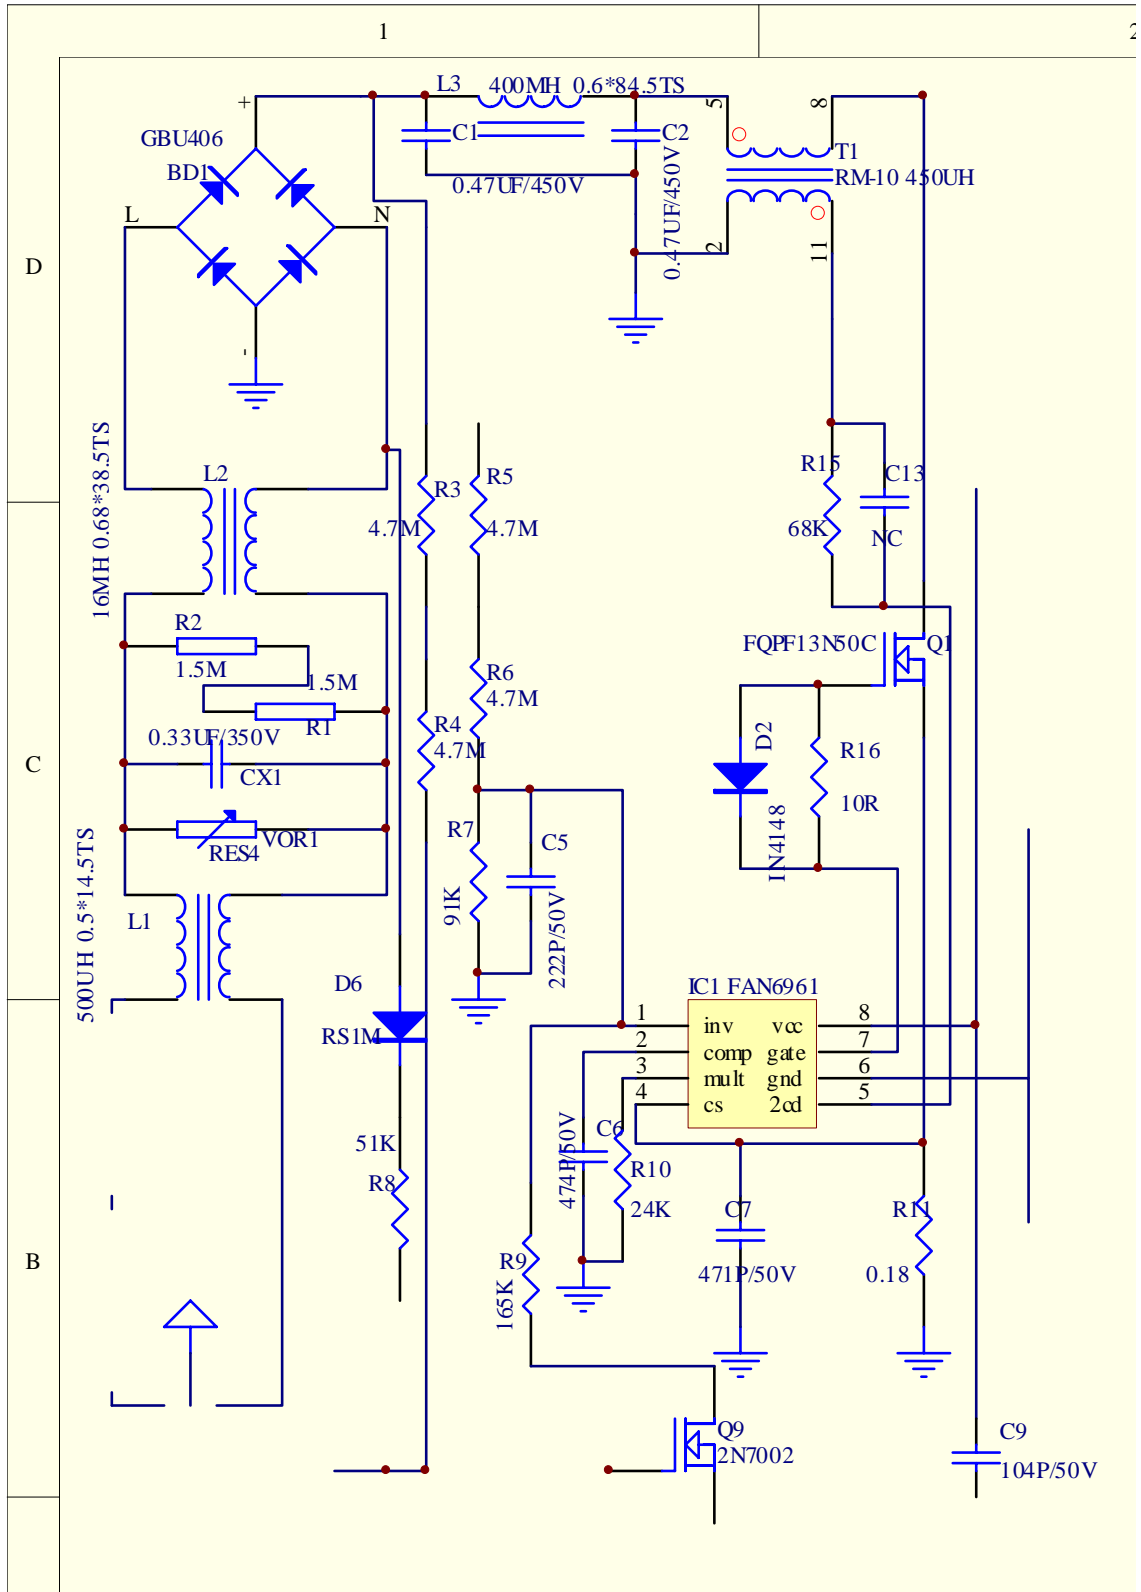 1
2
L3 400MH 0.6*84.5TS
+
5
8
GBU406
C1
C2
BD1
T1
0.47UF/450V
RM-10 450UH
L
N
0.47UF/450V
2
11
D
-
16MH 0.68*38.5TS
L2
R3
R5
R15
C13
4.7M
4.7M
68K
NC
R2
FQPF13N50C
Q1
1.5M
1.5M
R6
4.7M
R1
R4
D2
0.33UF/350V
4.7M
R16
C
CX1
10R
500UH 0.5*14.5TS
RES4
VOR1
R7
C5
1N4148
L1
91K
222P/50V
D6
IC1 FAN6961
RS1M
1 inv vcc 8
2 comp gate 7
3 mult gnd 6
4 cs 2cd 5
51K
474P/50V
C6
R8
R10
24K
C7
R11
B
R9
165K
471P/50V
0.18
Q9
2N7002
C9
104P/50V